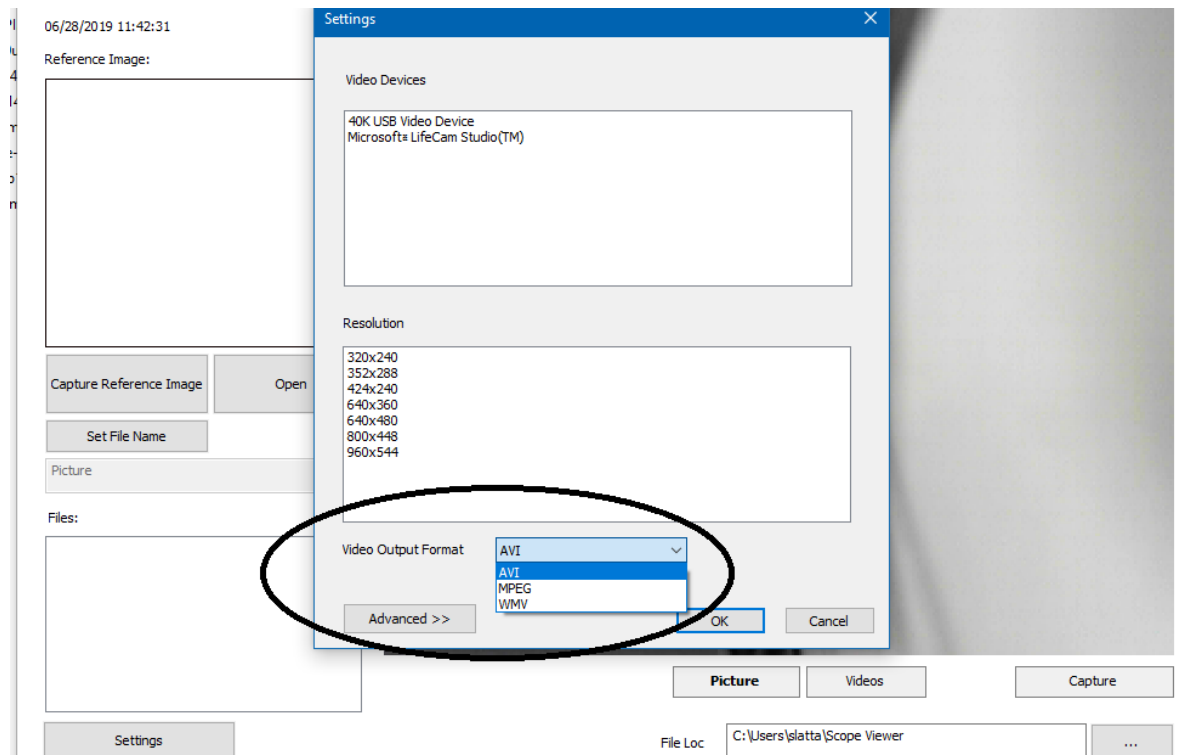 06/28/2019 11:42:31
Reference Image:
Capture Reference Image
Open
Set File Name
Picture
Files:
Settings
Settings
Video Devices
40K USB Video Device
Microsoft® LifeCam Studio(TM)
Resolution
320x240
352x288
424x240
640x360
640x480
800x448
960x544
Video Output Format
AVI
AVI
MPEG
WMV
Advanced >>
OK
Cancel
Picture
Videos
Capture
File Loc
C:\Users\slatta\Scope Viewer
...